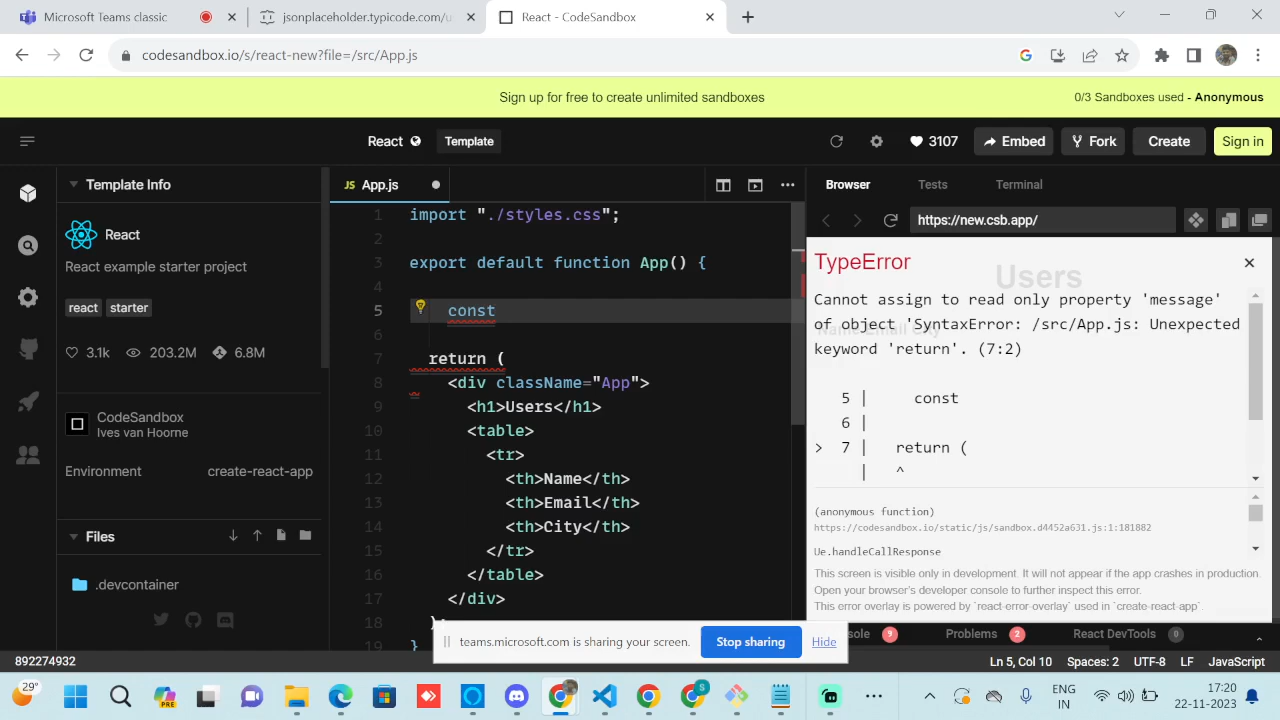 Microsoft Teams classic
jsonplaceholder.typicode.com/u
React - CodeSandbox
codesandbox.io/s/react-new?file=/src/App.js
Sign up for free to create unlimited sandboxes
0/3 Sandboxes used - Anonymous
React
Template
3107
Embed
Fork
Create
Sign in
Template Info
React
React example starter project
react
starter
3.1k
203.2M
6.8M
CodeSandbox
Ives van Hoorne
Environment
create-react-app
Files
.devcontainer
892274932
JS App.js
1 import "./styles.css";
2
3 export default function App() {
4
5 const
6
7 return (
8 <div className="App">
9 <h1>Users</h1>
10 <table>
11 <tr>
12 <th>Name</th>
13 <th>Email</th>
14 <th>City</th>
15 </tr>
16 </table>
17 </div>
18 );
19 }
Browser
Tests
Terminal
https://new.csb.app/
Users
Name Email City
TypeError
Cannot assign to read only property 'message'
of object 'SyntaxError: /src/App.js: Unexpected
keyword 'return'. (7:2)
5 | const
6 |
> 7 | return (
| ^
(anonymous function)
https://codesandbox.io/static/js/sandbox.d4452a631.js:1:181882
Ue.handleCallResponse
This screen is visible only in development. It will not appear if the app crashes in production.
Open your browser's developer console to further inspect this error.
This error overlay is powered by `react-error-overlay` used in `create-react-app`.
teams.microsoft.com is sharing your screen.
Stop sharing
Hide
sole 9
Problems 2
React DevTools 0
Ln 5, Col 10
Spaces: 2
UTF-8
LF
JavaScript
29°
PRE
S
ENG
IN
17:20
22-11-2023